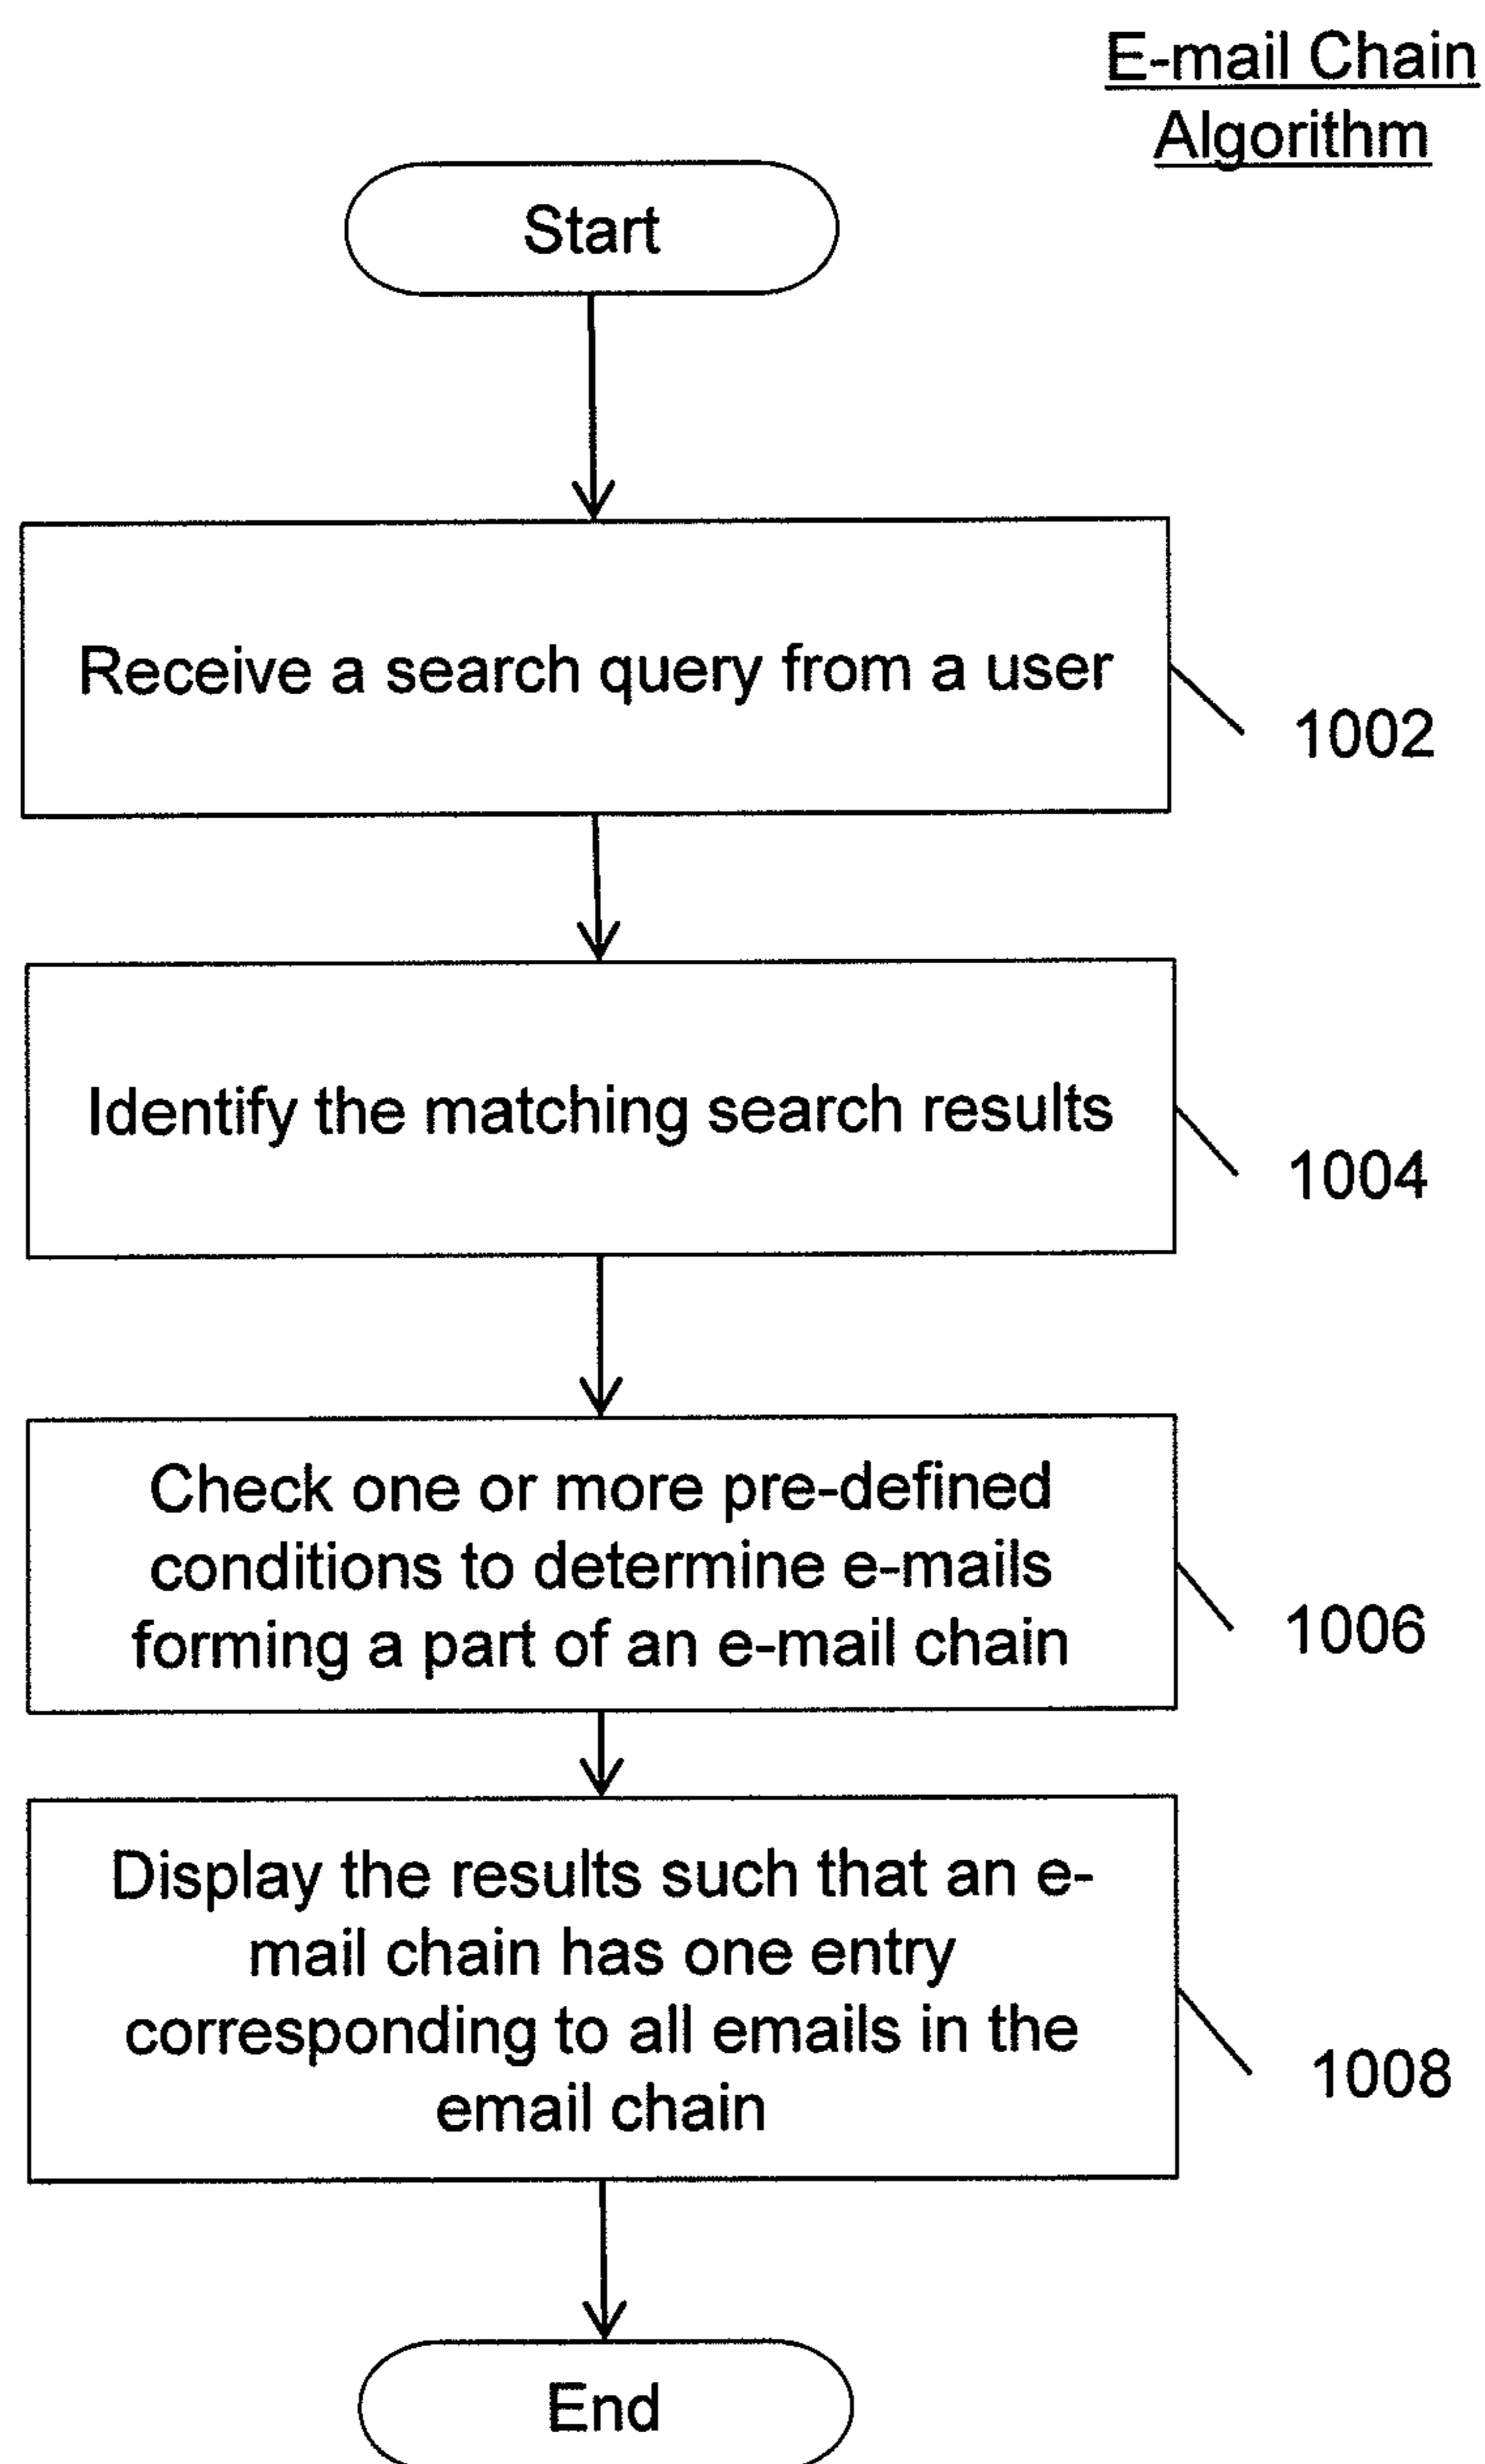 E-mail Chain
Algorithm
Start
Receive a search query from a user
1002
Identify the matching search results
1004
Check one or more pre-defined
conditions to determine e-mails
forming a part of an e-mail chain
1006
Display the results such that an e-
mail chain has one entry
corresponding to all emails in the
email chain
1008
End